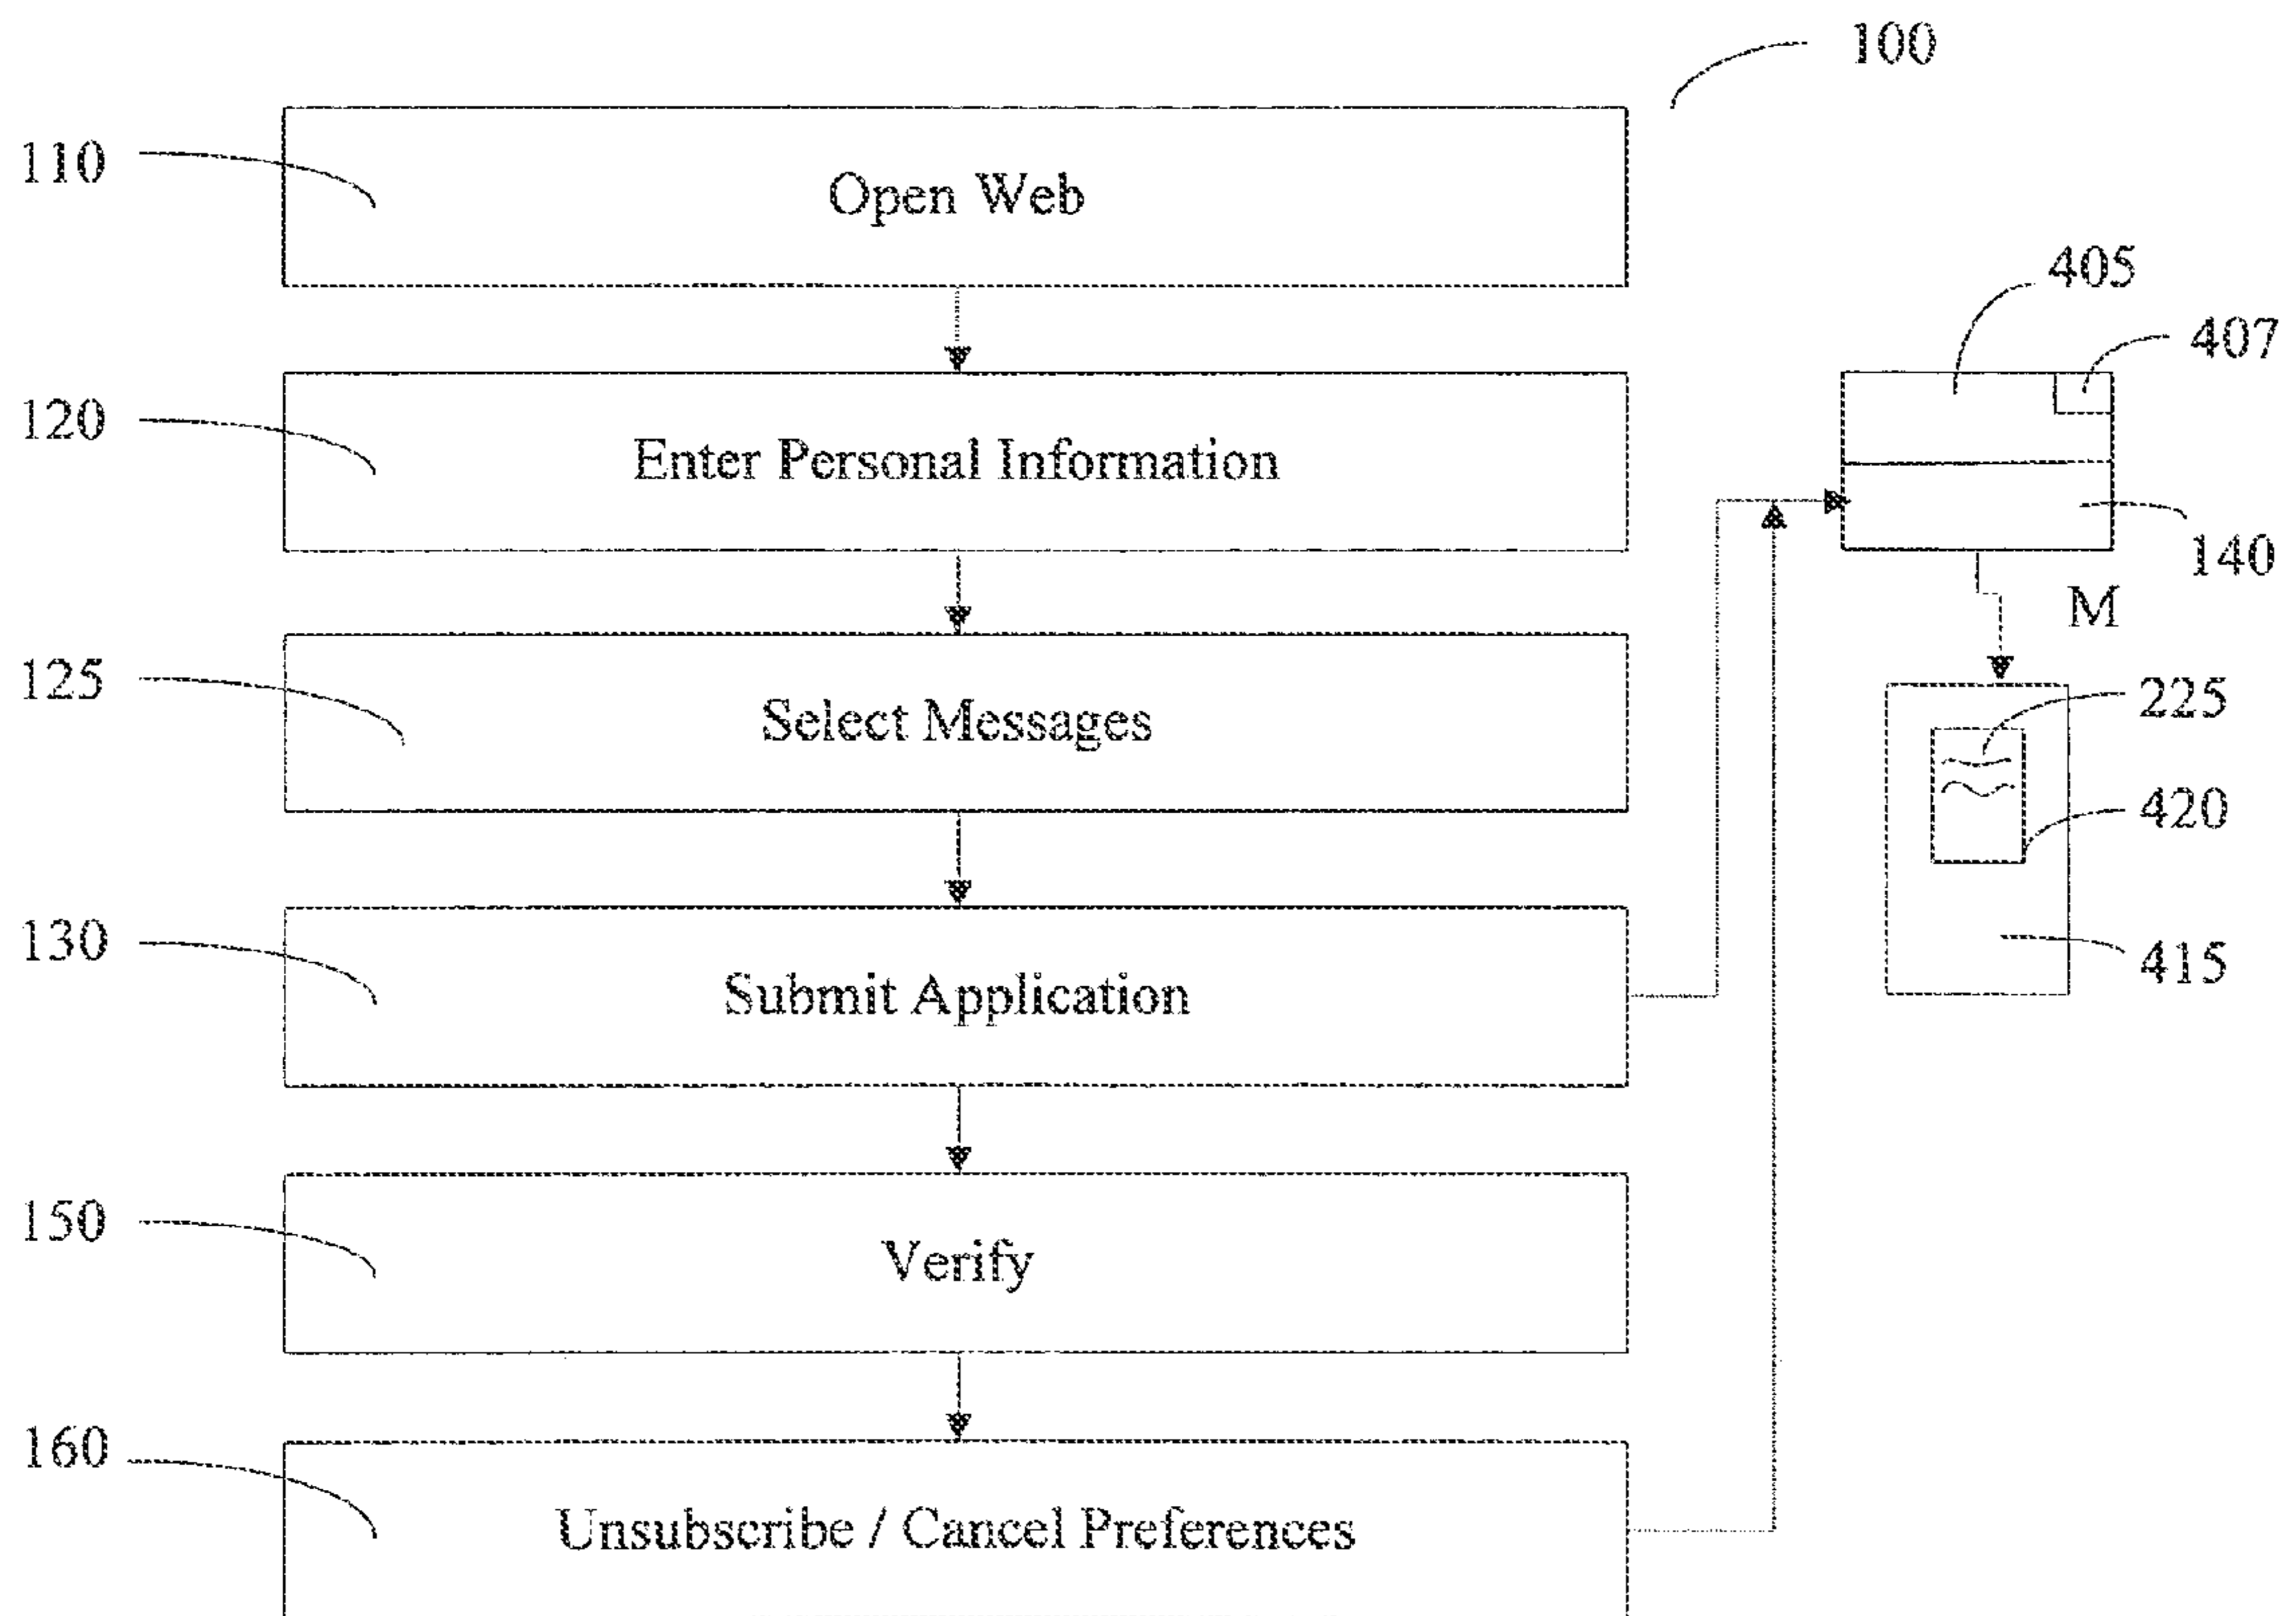 100
110
Open Web
405
407
120
Enter Personal Information
140
M
125
Select Messages
225
420
130
Submit Application
415
150
Verify
160
Unsubscribe / Cancel Preferences